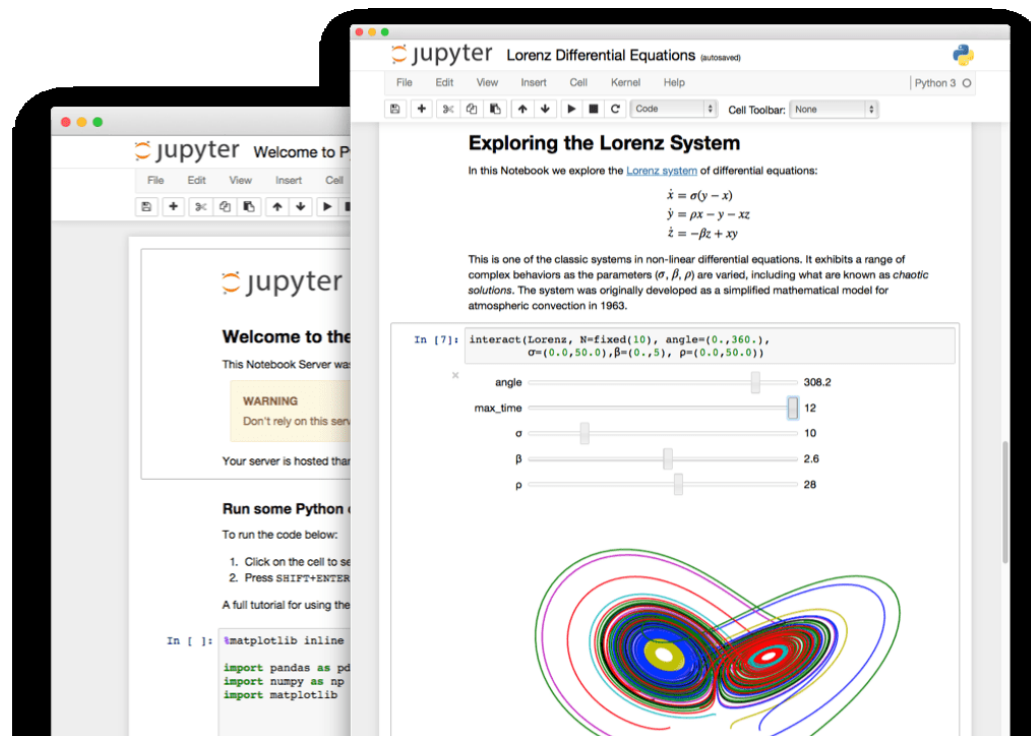 jupyter Lorenz Differential Equations (autosaved)
File Edit View Insert Cell Kernel Help
Python 3
Code
Cell Toolbar: None
Exploring the Lorenz System
In this Notebook we explore the Lorenz system of differential equations:
ẋ = σ(y − x)
ẏ = ρx − y − xz
ż = −βz + xy
This is one of the classic systems in non-linear differential equations. It exhibits a range of
complex behaviors as the parameters (σ, β, ρ) are varied, including what are known as chaotic
solutions. The system was originally developed as a simplified mathematical model for
atmospheric convection in 1963.
In [7]: interact(Lorenz, N=fixed(10), angle=(0.,360.),
σ=(0.0,50.0),β=(0.,5), ρ=(0.0,50.0))
angle 308.2
max_time 12
σ 10
β 2.6
ρ 28
jupyter Welcome to P
File Edit View Insert Cell
jupyter
Welcome to the
This Notebook Server was
WARNING
Don't rely on this serv
Your server is hosted than
Run some Python
To run the code below:
1. Click on the cell to se
2. Press SHIFT+ENTER
A full tutorial for using the
In [ ]: %matplotlib inline
import pandas as pd
import numpy as np
import matplotlib